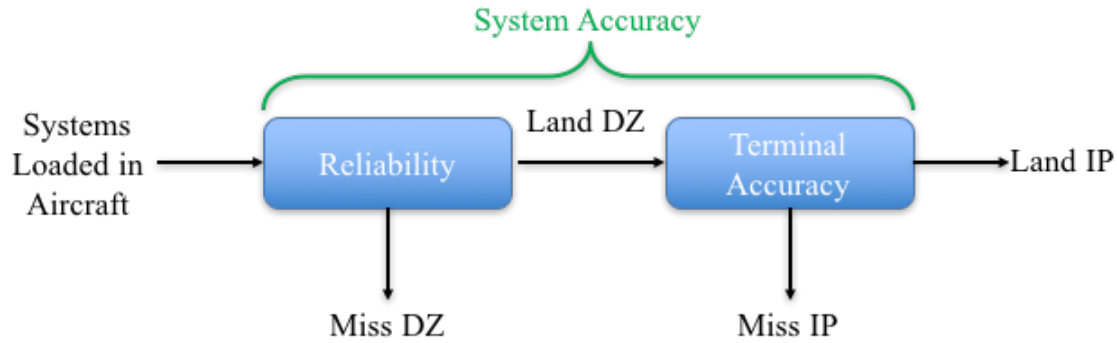 System Accuracy
Systems
Loaded in
Aircraft
Reliability
Land DZ
Terminal
Accuracy
Land IP
Miss DZ
Miss IP